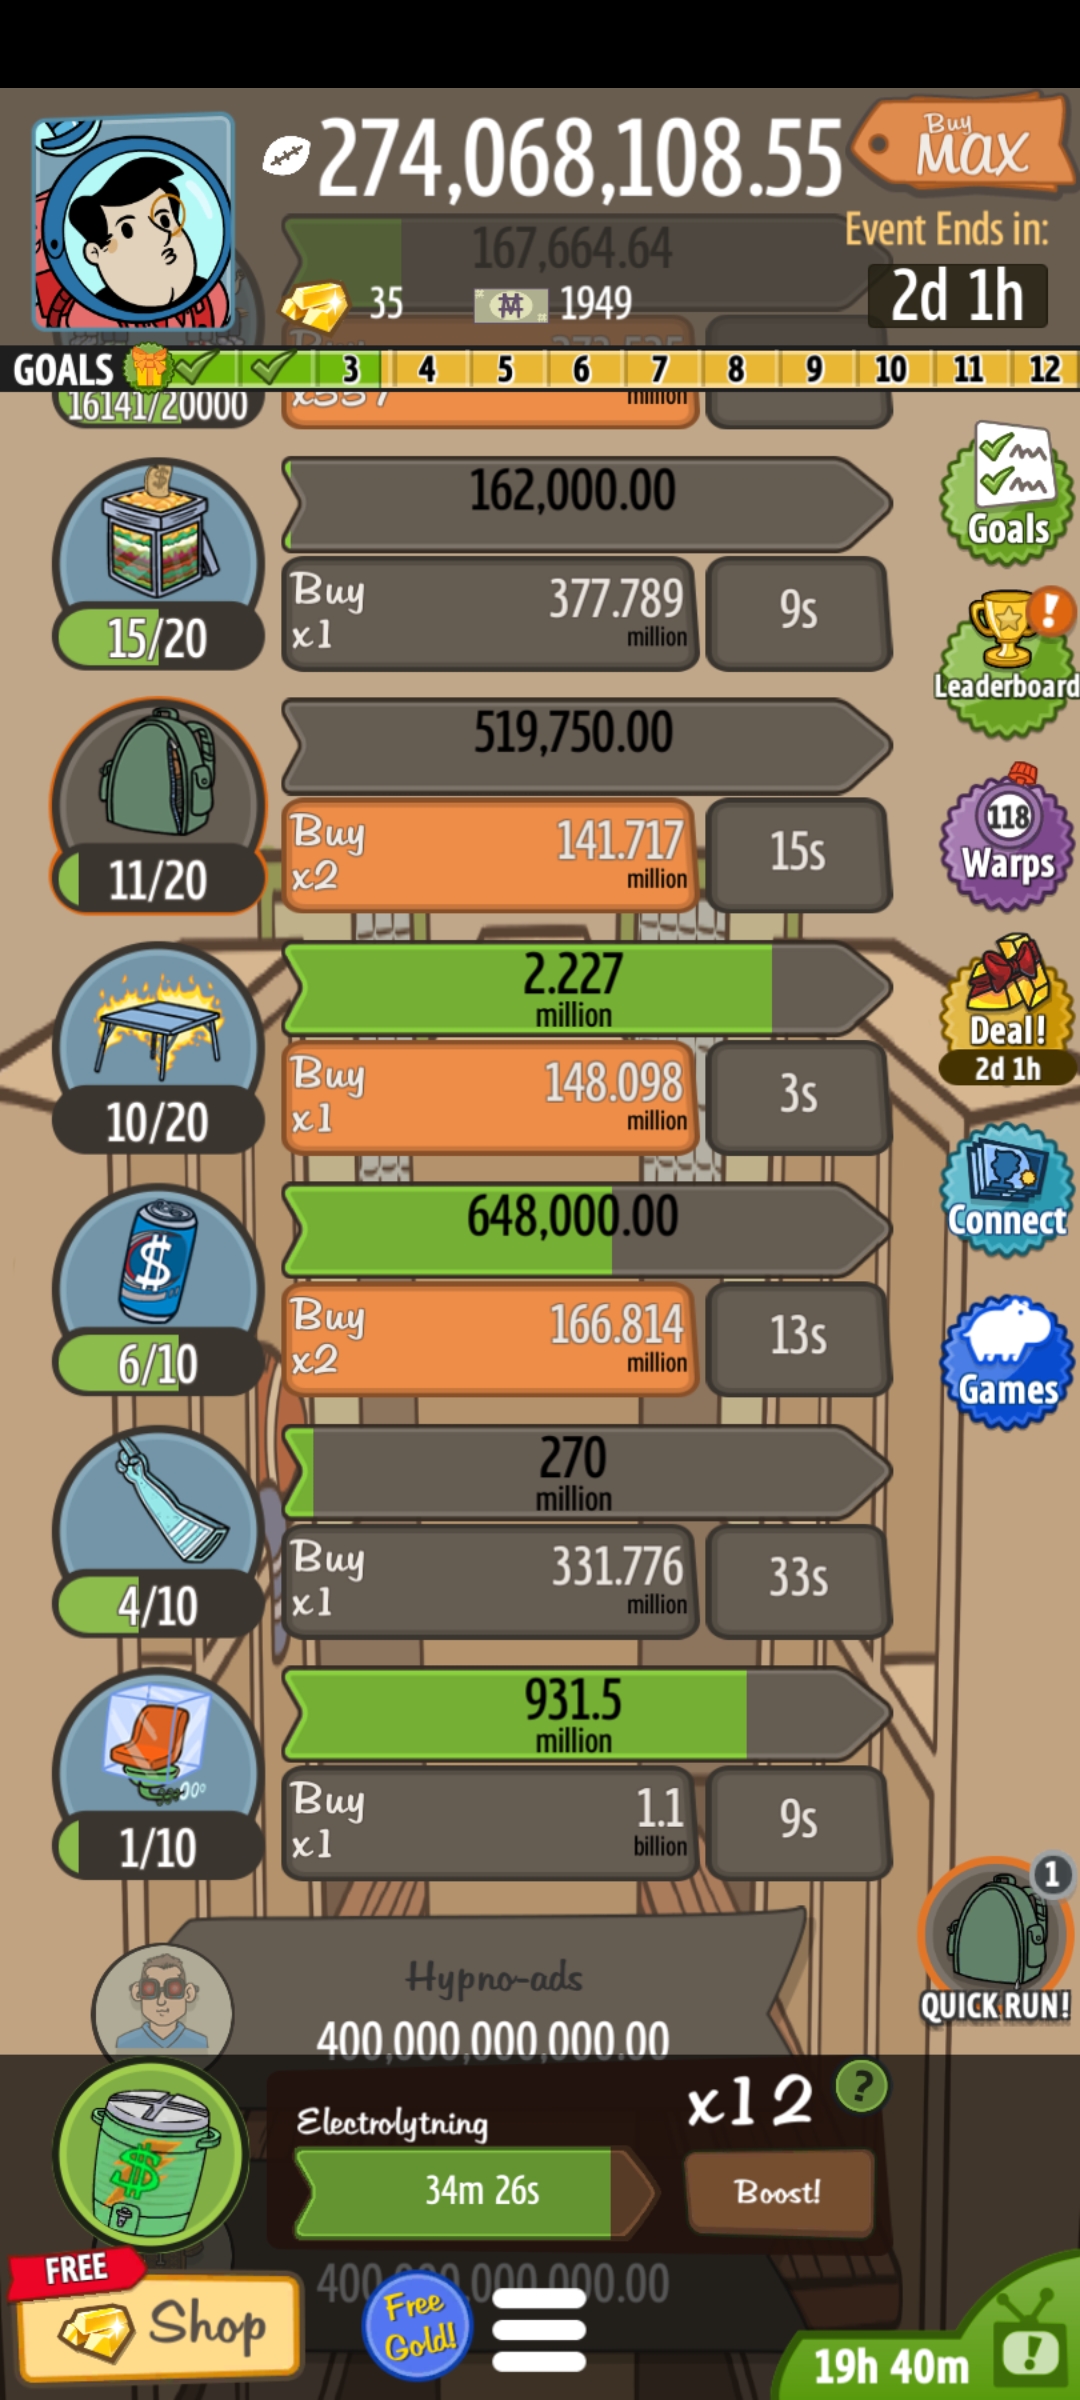 274,068,108.55
Buy
MAX
167,664.64
Event Ends in:
35
1949
2d 1h
GOALS 3 4 5 6 7 8 9 10 11 12
16141/20000
million
162,000.00
Goals
Buy
x1
377.789
million
9s
15/20
Leaderboard
519,750.00
Buy
x2
141.717
million
15s
11/20
118
Warps
2.227
million
Buy
x1
148.098
million
3s
10/20
Deal!
2d 1h
648,000.00
Buy
x2
166.814
million
13s
6/10
Connect
270
million
Buy
x1
331.776
million
33s
4/10
Games
931.5
million
Buy
x1
1.1
billion
9s
1/10
1
QUICK RUN!
Hypno-ads
400,000,000,000.00
Electrolytning
x12
?
34m 26s
Boost!
FREE
Shop
Free
Gold!
19h 40m